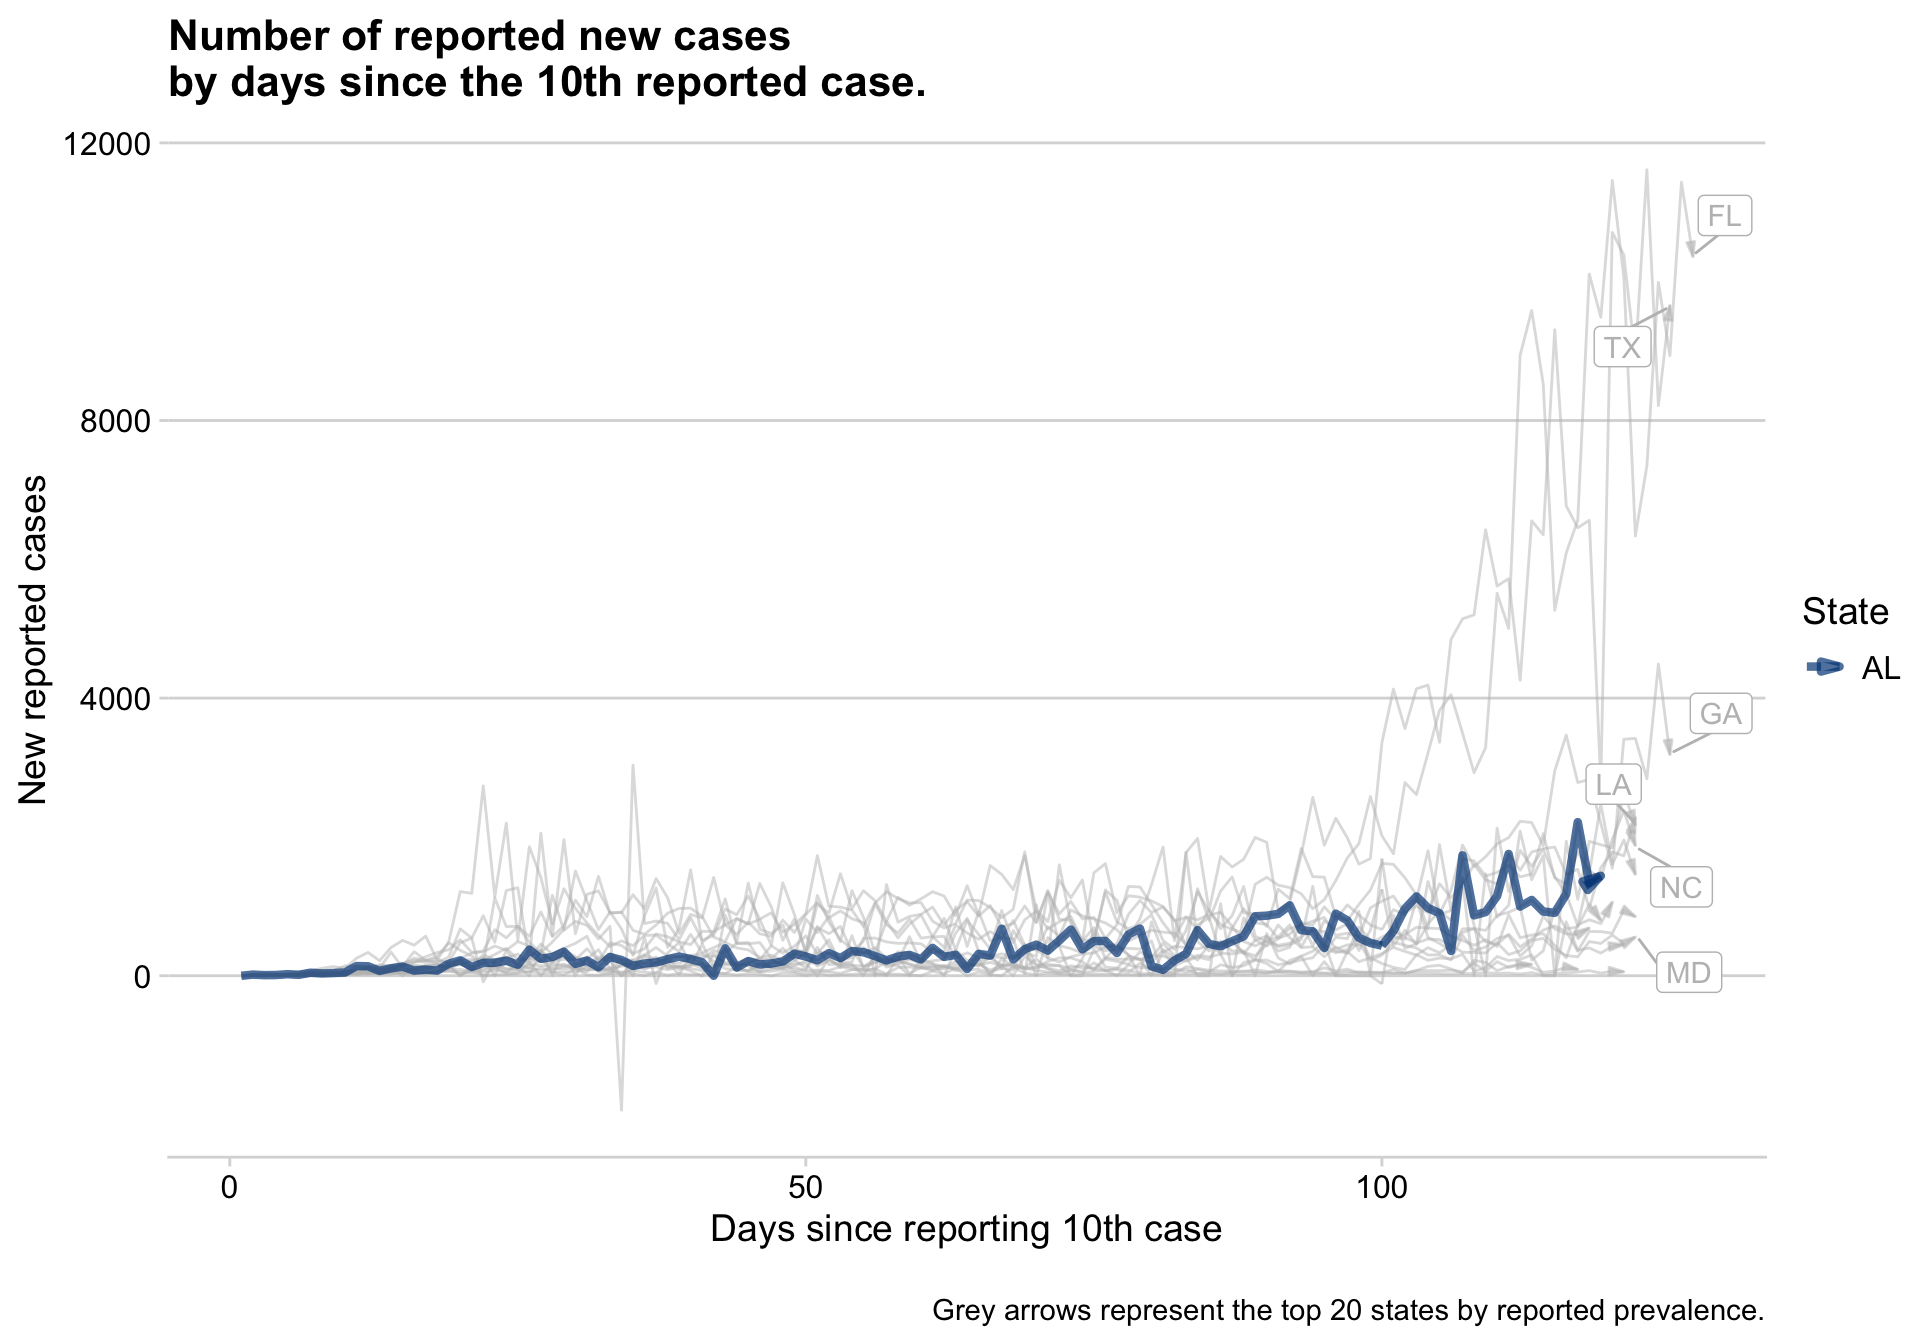 Number of reported new cases
by days since the 10th reported case.
12000
8000
4000
0
New reported cases
FL
TX
GA
LA
NC
MD
State
AL
0
50
100
Days since reporting 10th case
Grey arrows represent the top 20 states by reported prevalence.